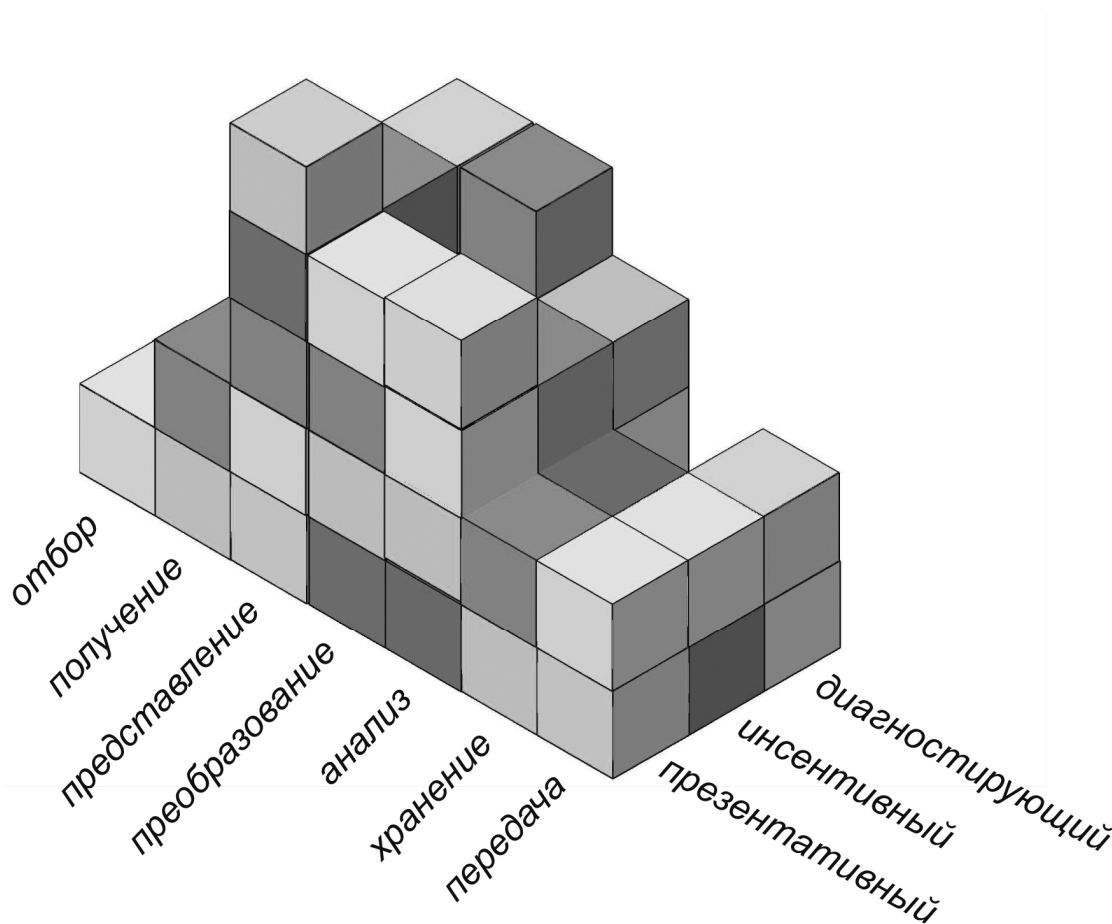 отбор
получение
представление
преобразование
анализ
хранение
передача
презентативный
инсентивный
диагностирующий